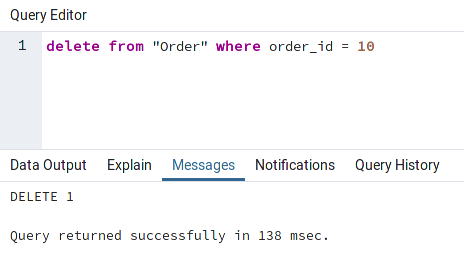 Query Editor
1 delete from "Order" where order_id = 10
Data Output Explain Messages Notifications Query History
DELETE 1
Query returned successfully in 138 msec.